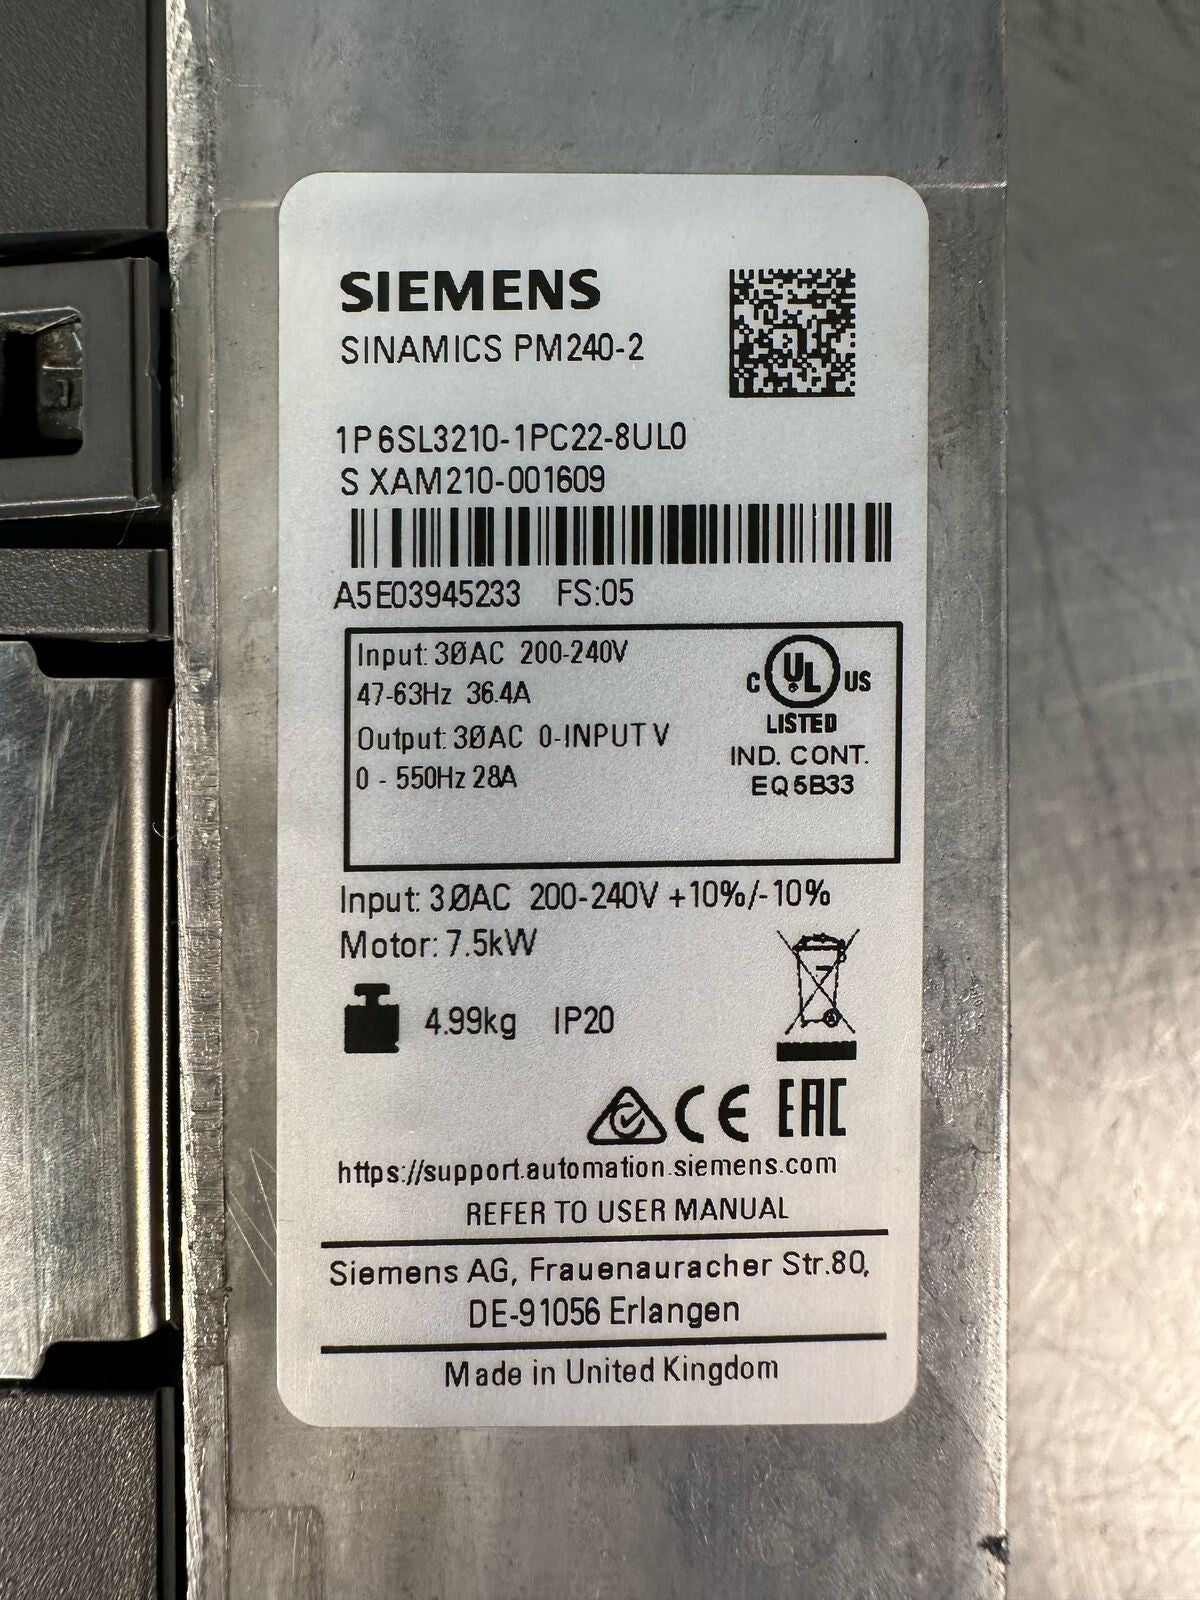 SIEMENS
SINAMICS PM240-2
1P 6SL3210-1PC22-8UL0
S XAM210-001609
A5E03945233 FS:05
Input: 3ØAC 200-240V
47-63Hz 36.4A
Output: 3ØAC 0-INPUT V
0 - 550Hz 28A
C UL US
LISTED
IND. CONT.
EQ 5B33
Input: 3ØAC 200-240V +10%/-10%
Motor: 7.5kW
4.99kg IP20
CE EAC
https://support.automation.siemens.com
REFER TO USER MANUAL
Siemens AG, Frauenauracher Str.80,
DE-91056 Erlangen
Made in United Kingdom